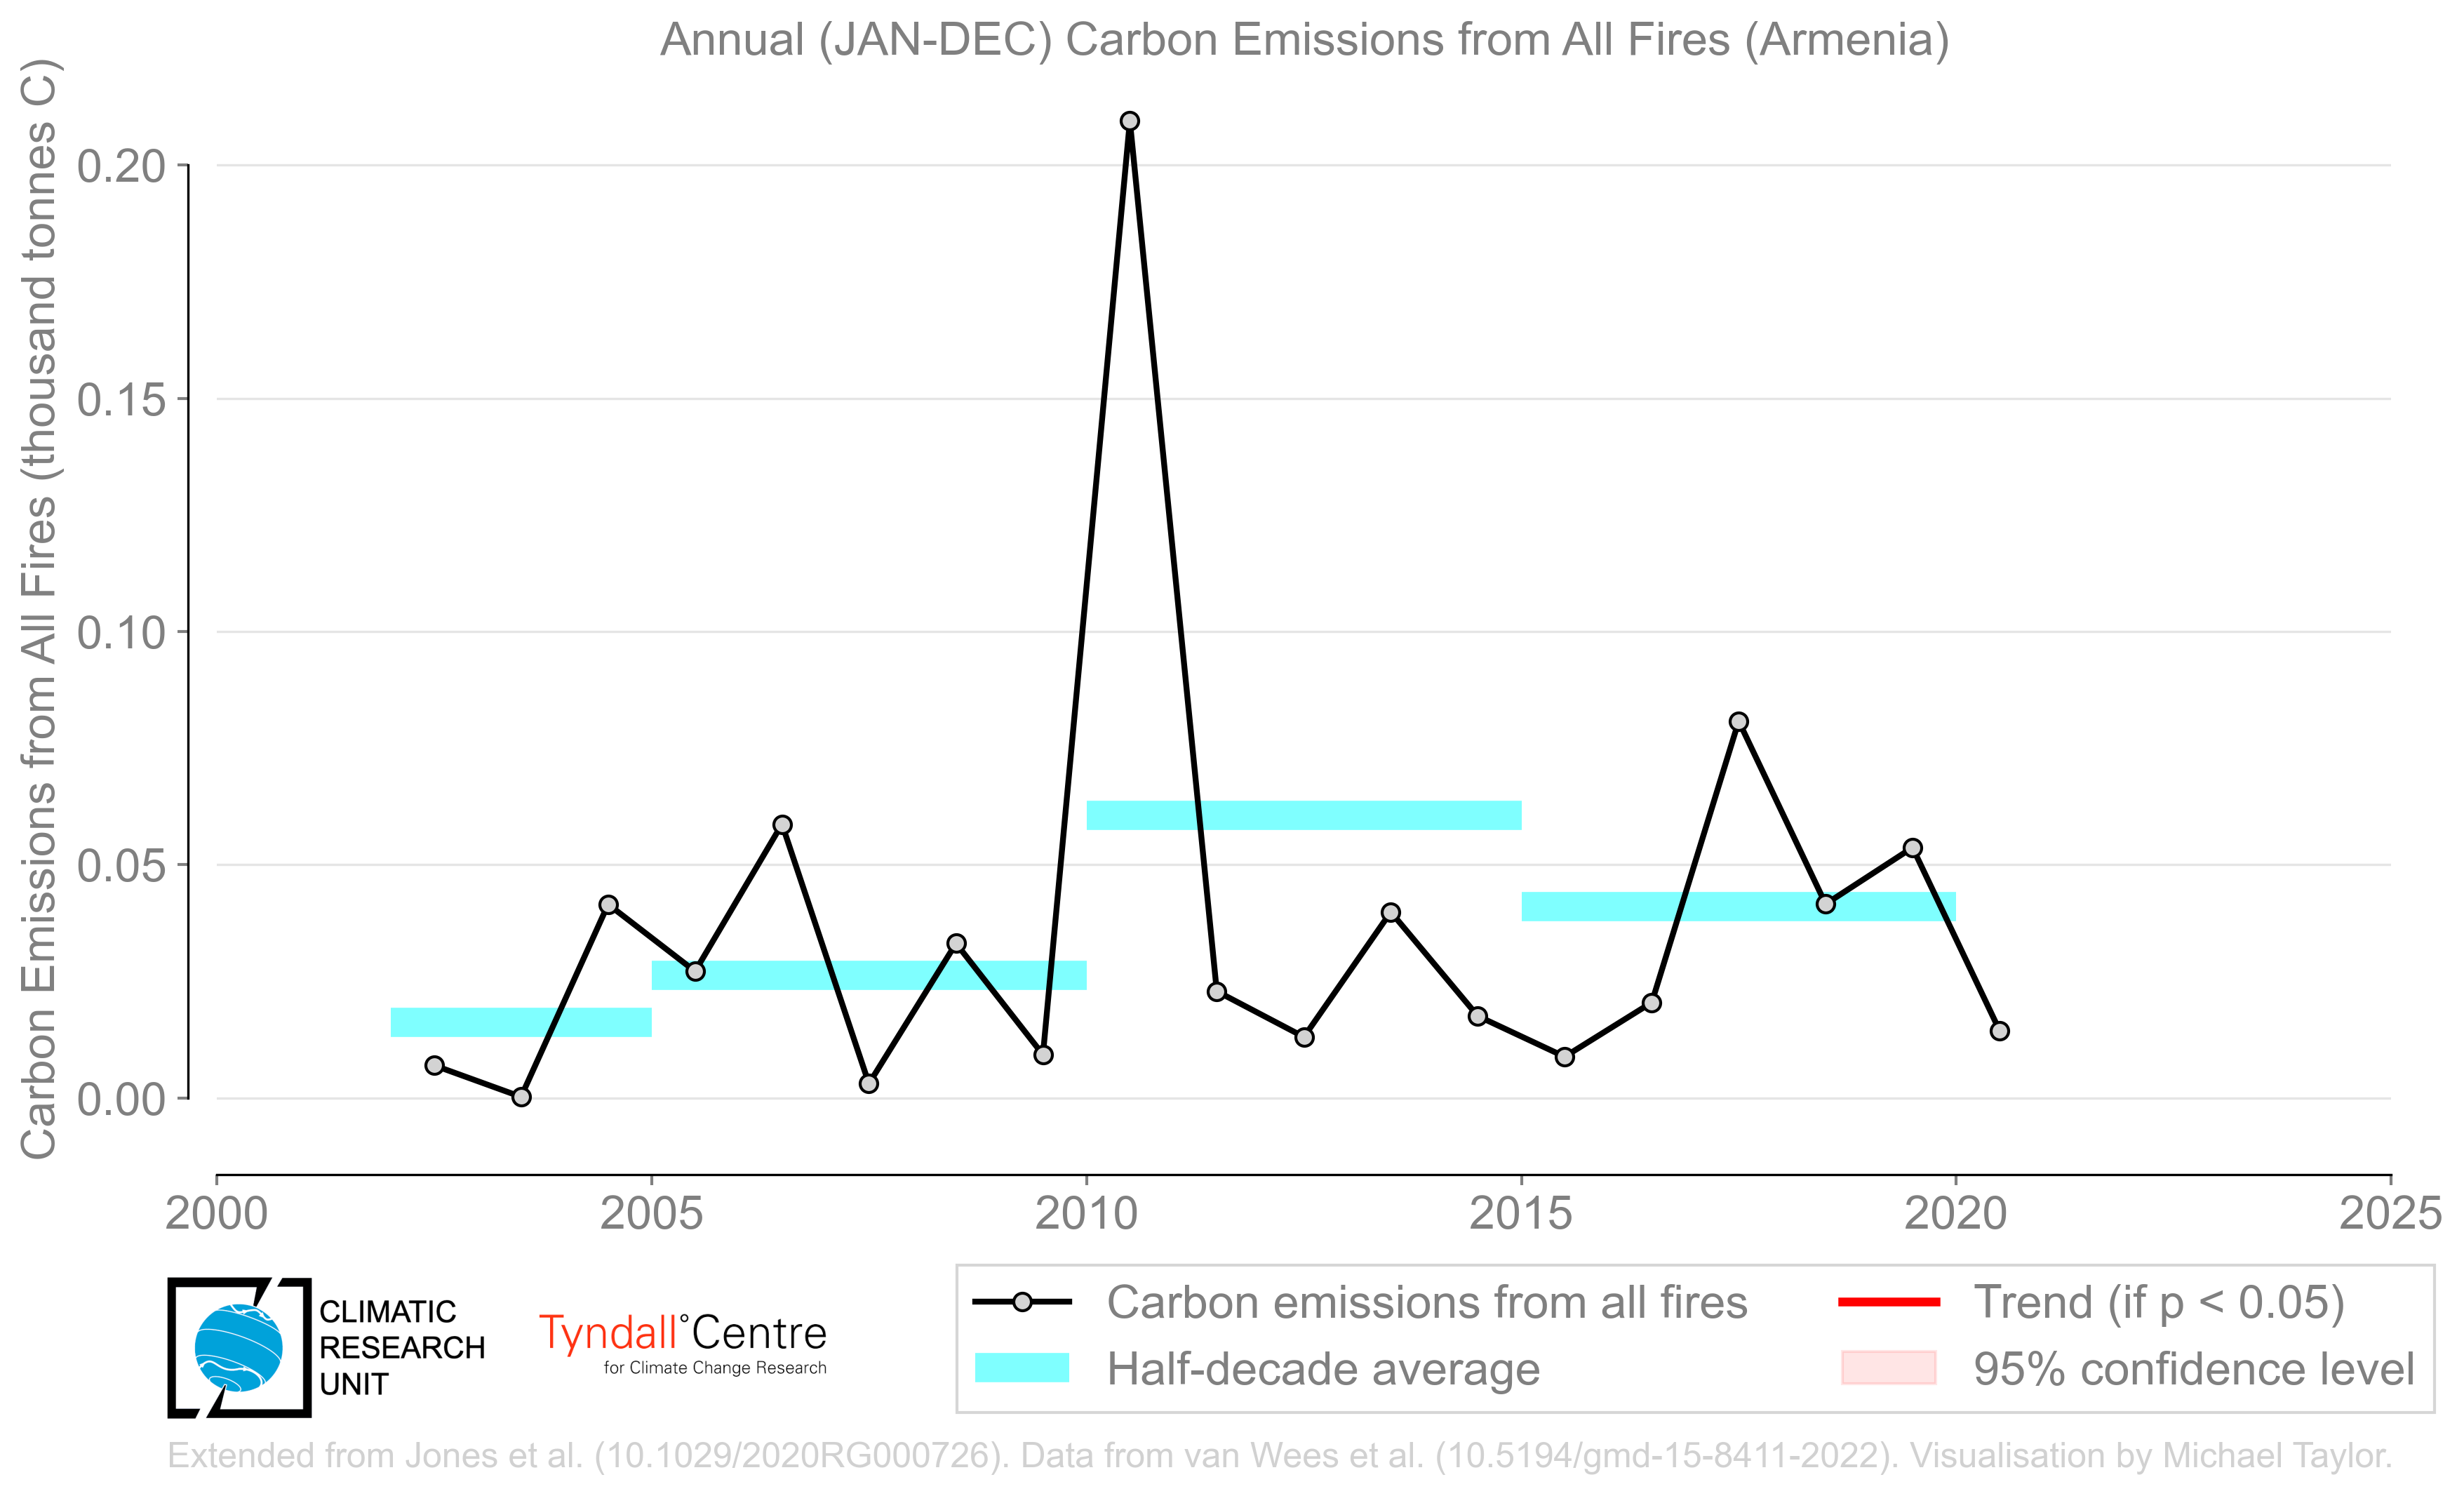 Annual (JAN-DEC) Carbon Emissions from All Fires (Armenia)
Carbon Emissions from All Fires (thousand tonnes C)
0.20
0.15
0.10
0.05
0.00
2000 2005 2010 2015 2020 2025
CLIMATIC
RESEARCH
UNIT
Tyndall°Centre
for Climate Change Research
Carbon emissions from all fires
Half-decade average
Trend (if p < 0.05)
95% confidence level
Extended from Jones et al. (10.1029/2020RG000726). Data from van Wees et al. (10.5194/gmd-15-8411-2022). Visualisation by Michael Taylor.